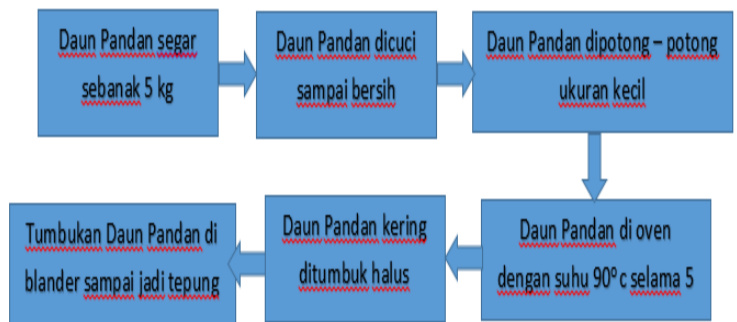 Daun Pandan segar
sebanak 5 kg
Daun Pandan dicuci
sampai bersih
Daun Pandan dipotong – potong
ukuran kecil
Daun Pandan di oven
dengan suhu 90⁰ c selama 5
Daun Pandan kering
ditumbuk halus
Tumbukan Daun Pandan di
blander sampai jadi tepung